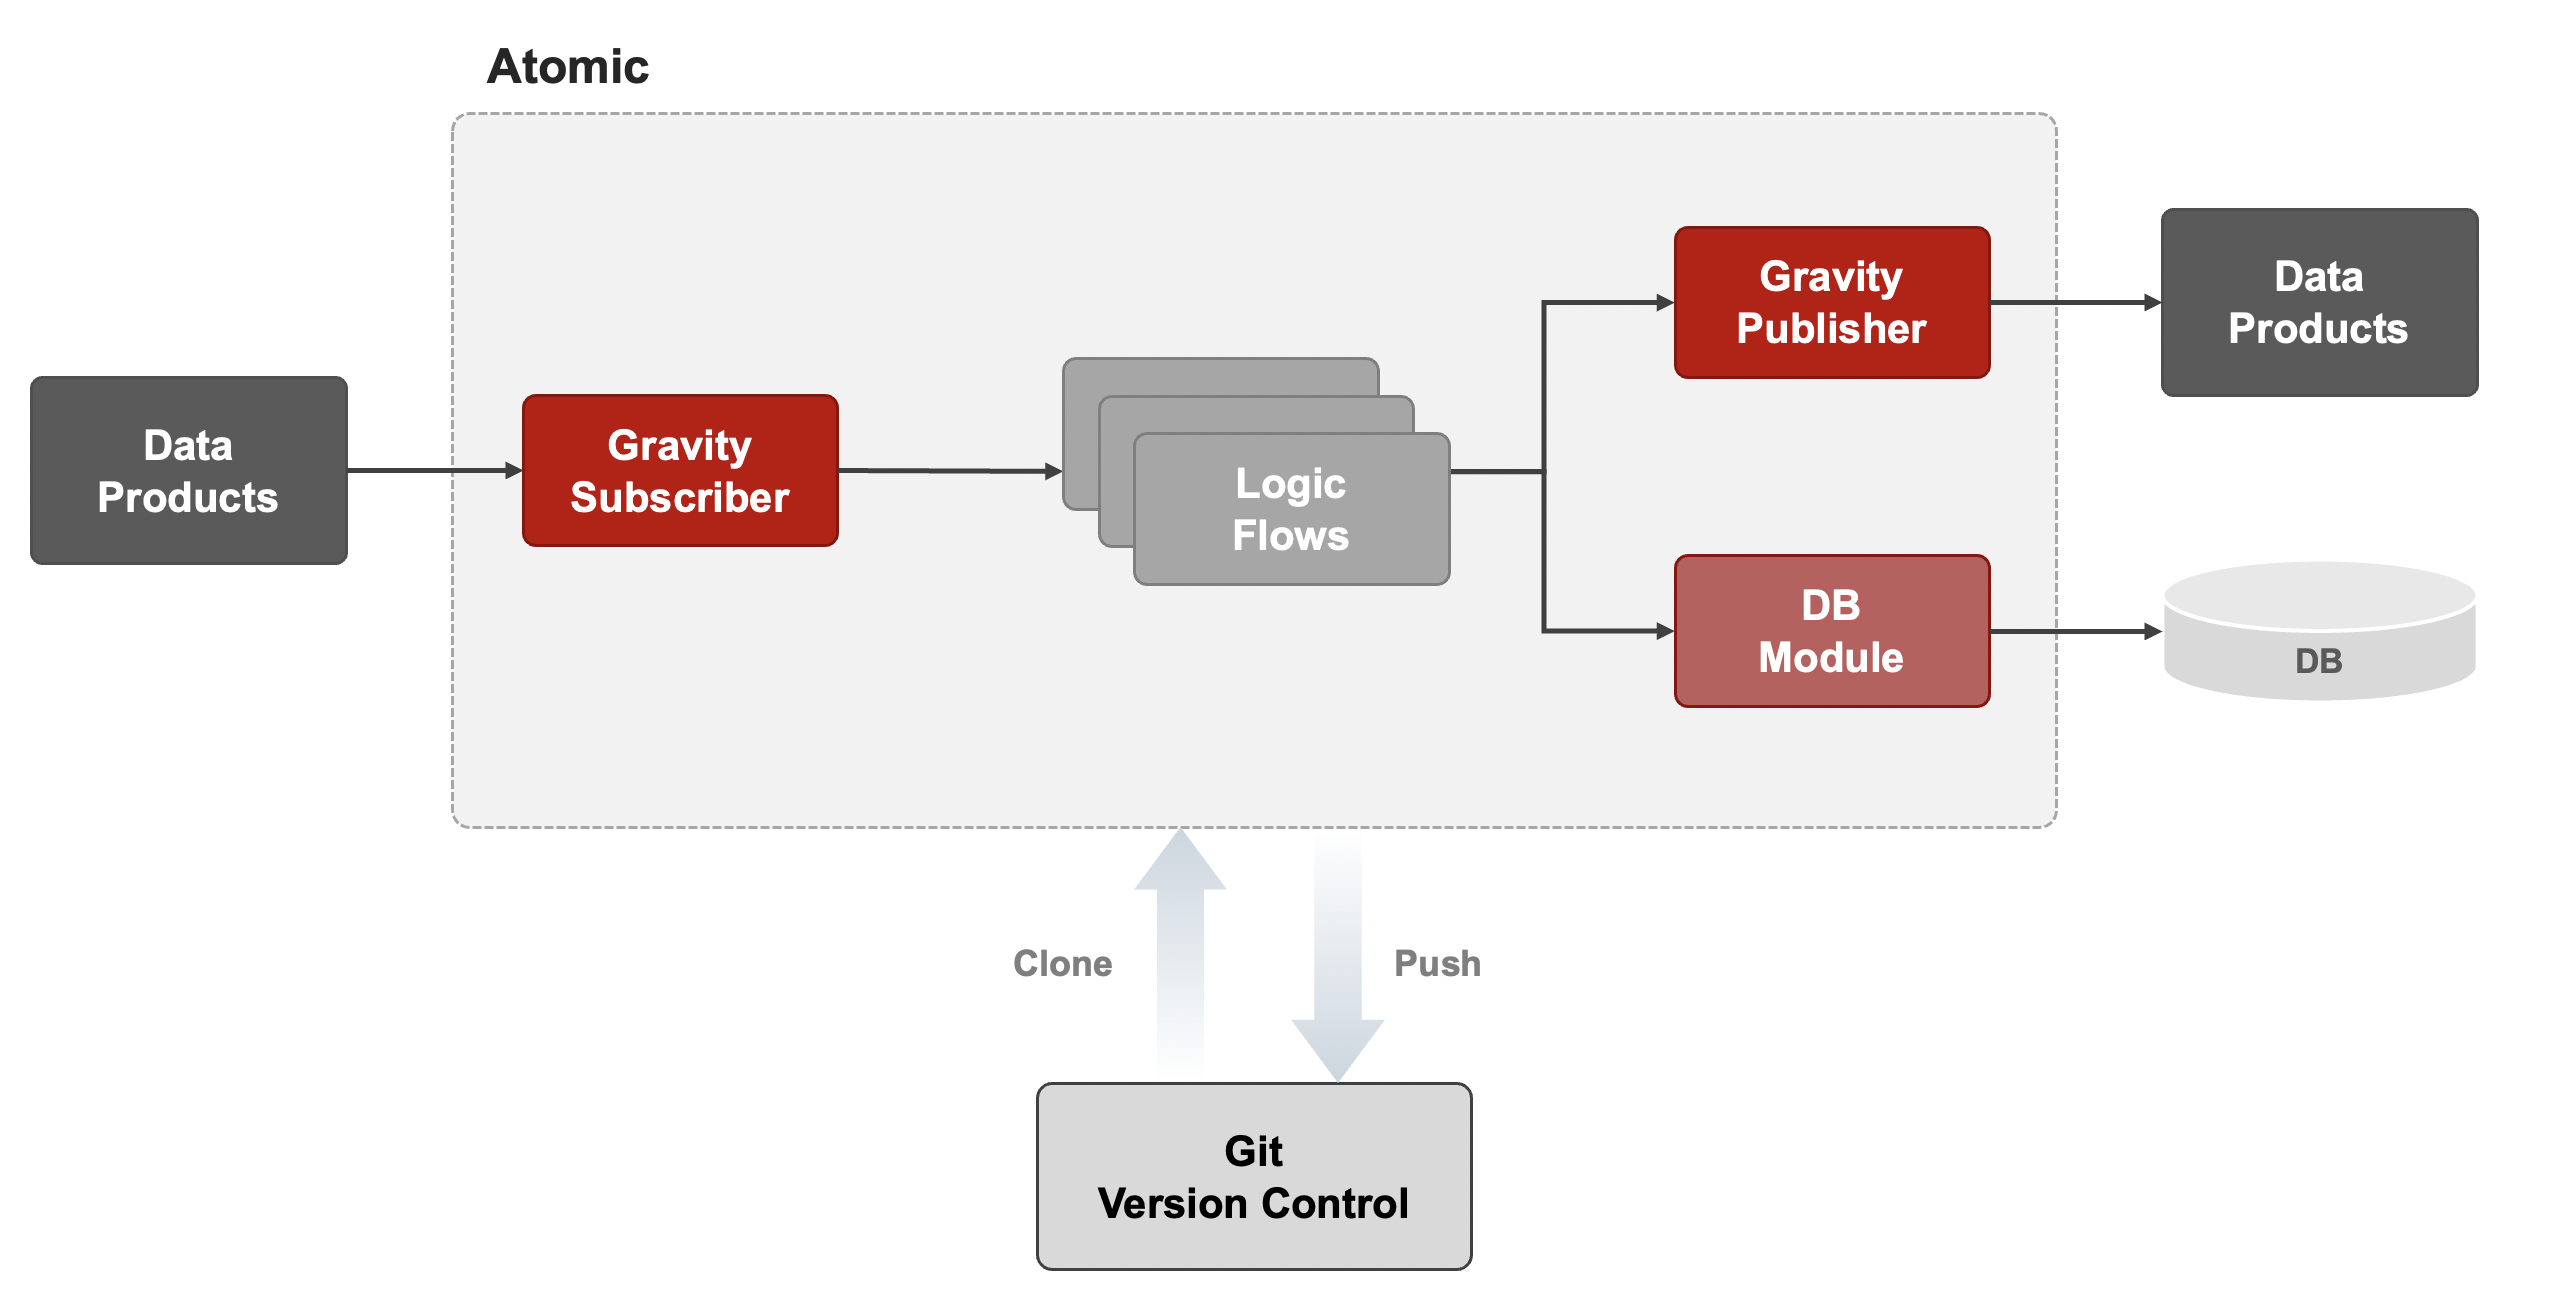 Atomic
Data
Products
Gravity
Subscriber
Logic
Flows
Gravity
Publisher
Data
Products
DB
Module
DB
Clone
Push
Git
Version Control